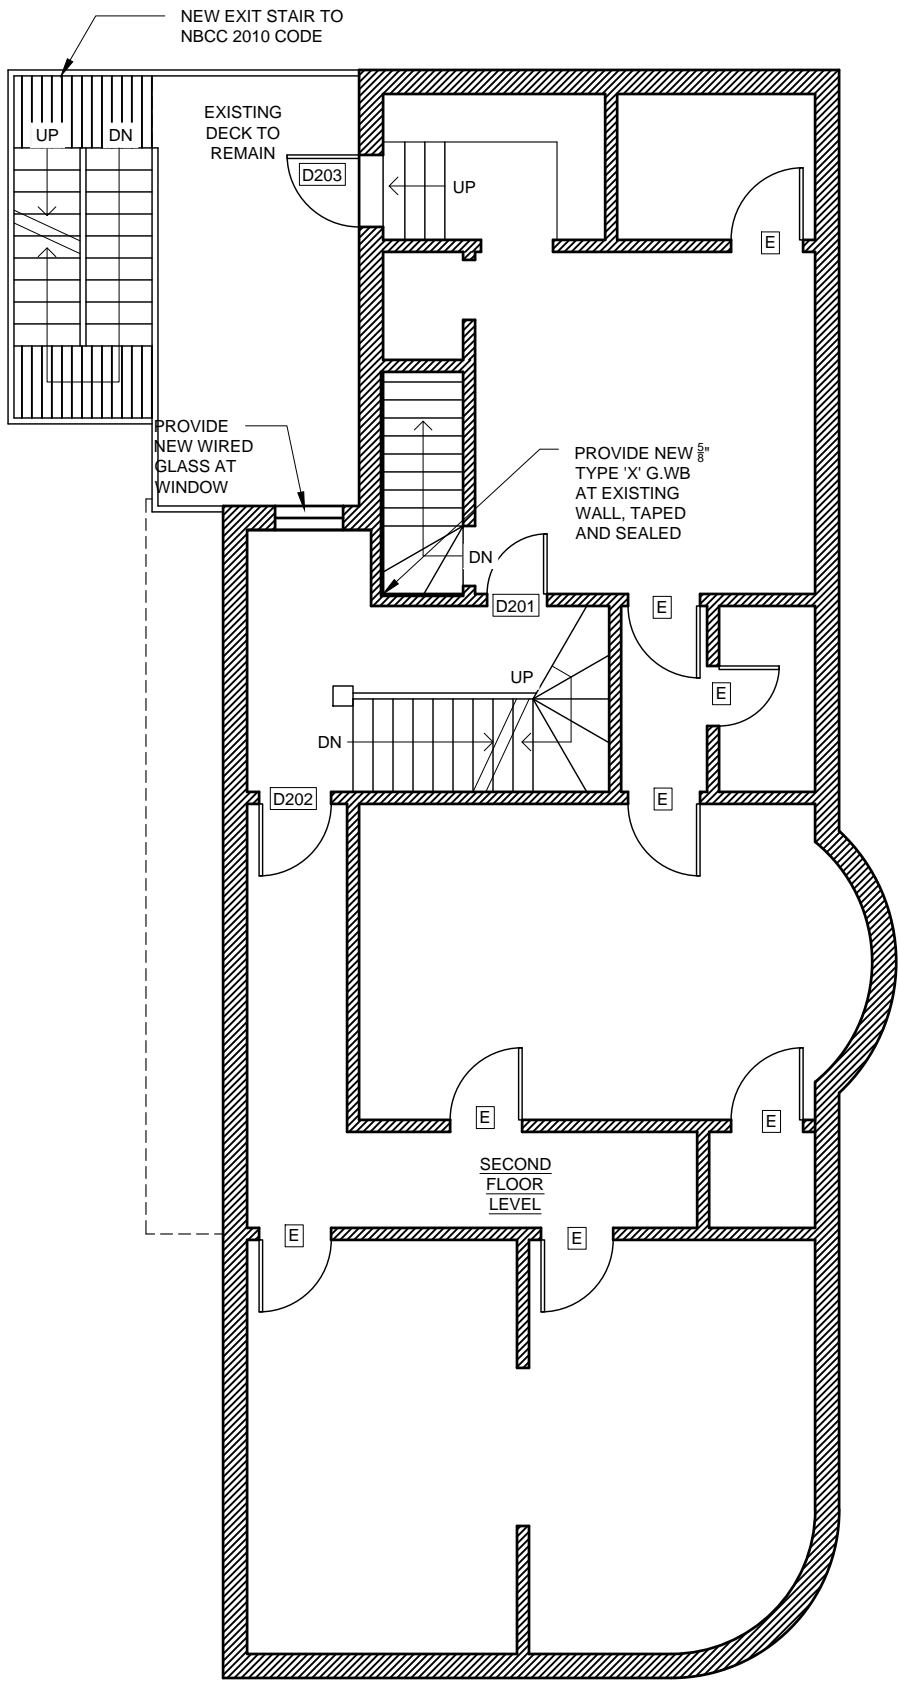 NEW EXIT STAIR TO
NBCC 2010 CODE
EXISTING
DECK TO
REMAIN
UP
DN
D203
UP
E
PROVIDE
NEW WIRED
GLASS AT
WINDOW
PROVIDE NEW 5/8"
TYPE 'X' G.WB
AT EXISTING
WALL, TAPED
AND SEALED
DN
D201
E
UP
E
DN
D202
E
E
E
SECOND
FLOOR
LEVEL
E
E